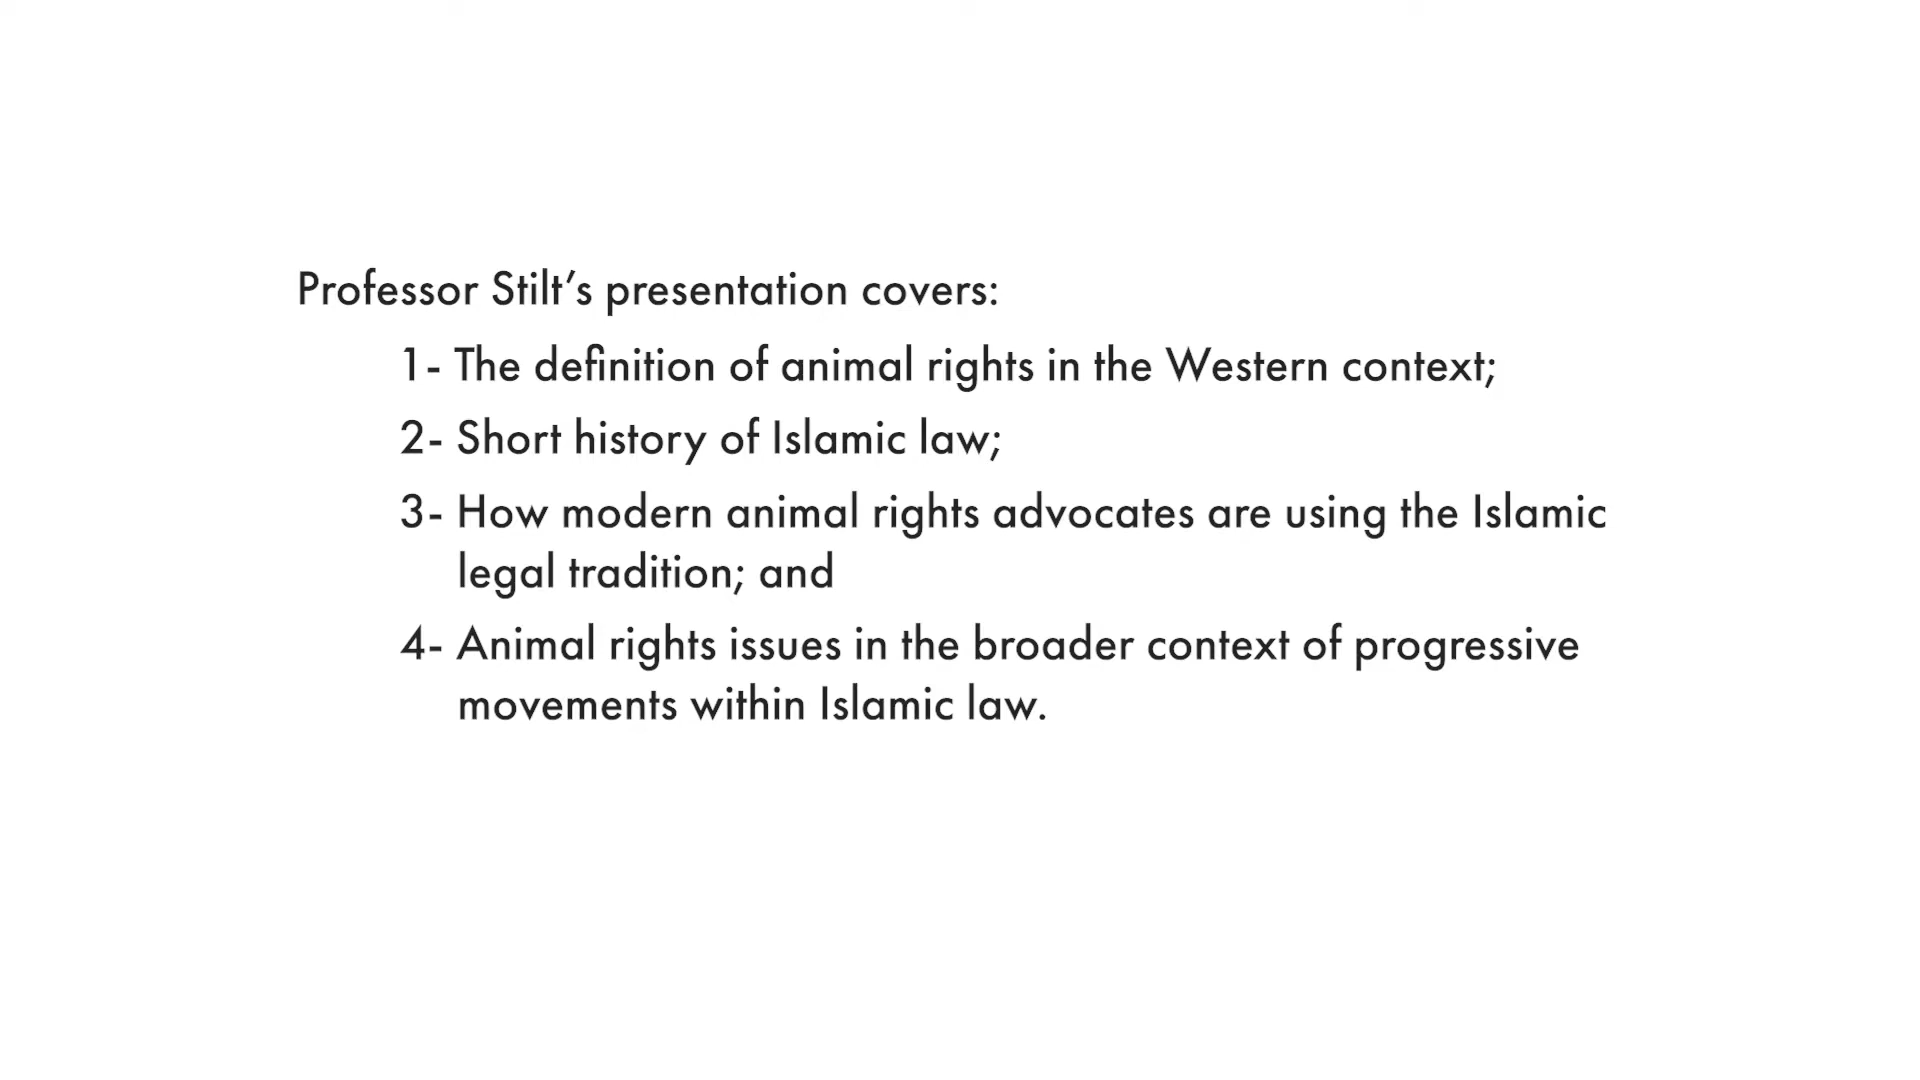 Professor Stilt’s presentation covers:
1- The definition of animal rights in the Western context;
2- Short history of Islamic law;
3- How modern animal rights advocates are using the Islamic
legal tradition; and
4- Animal rights issues in the broader context of progressive
movements within Islamic law.